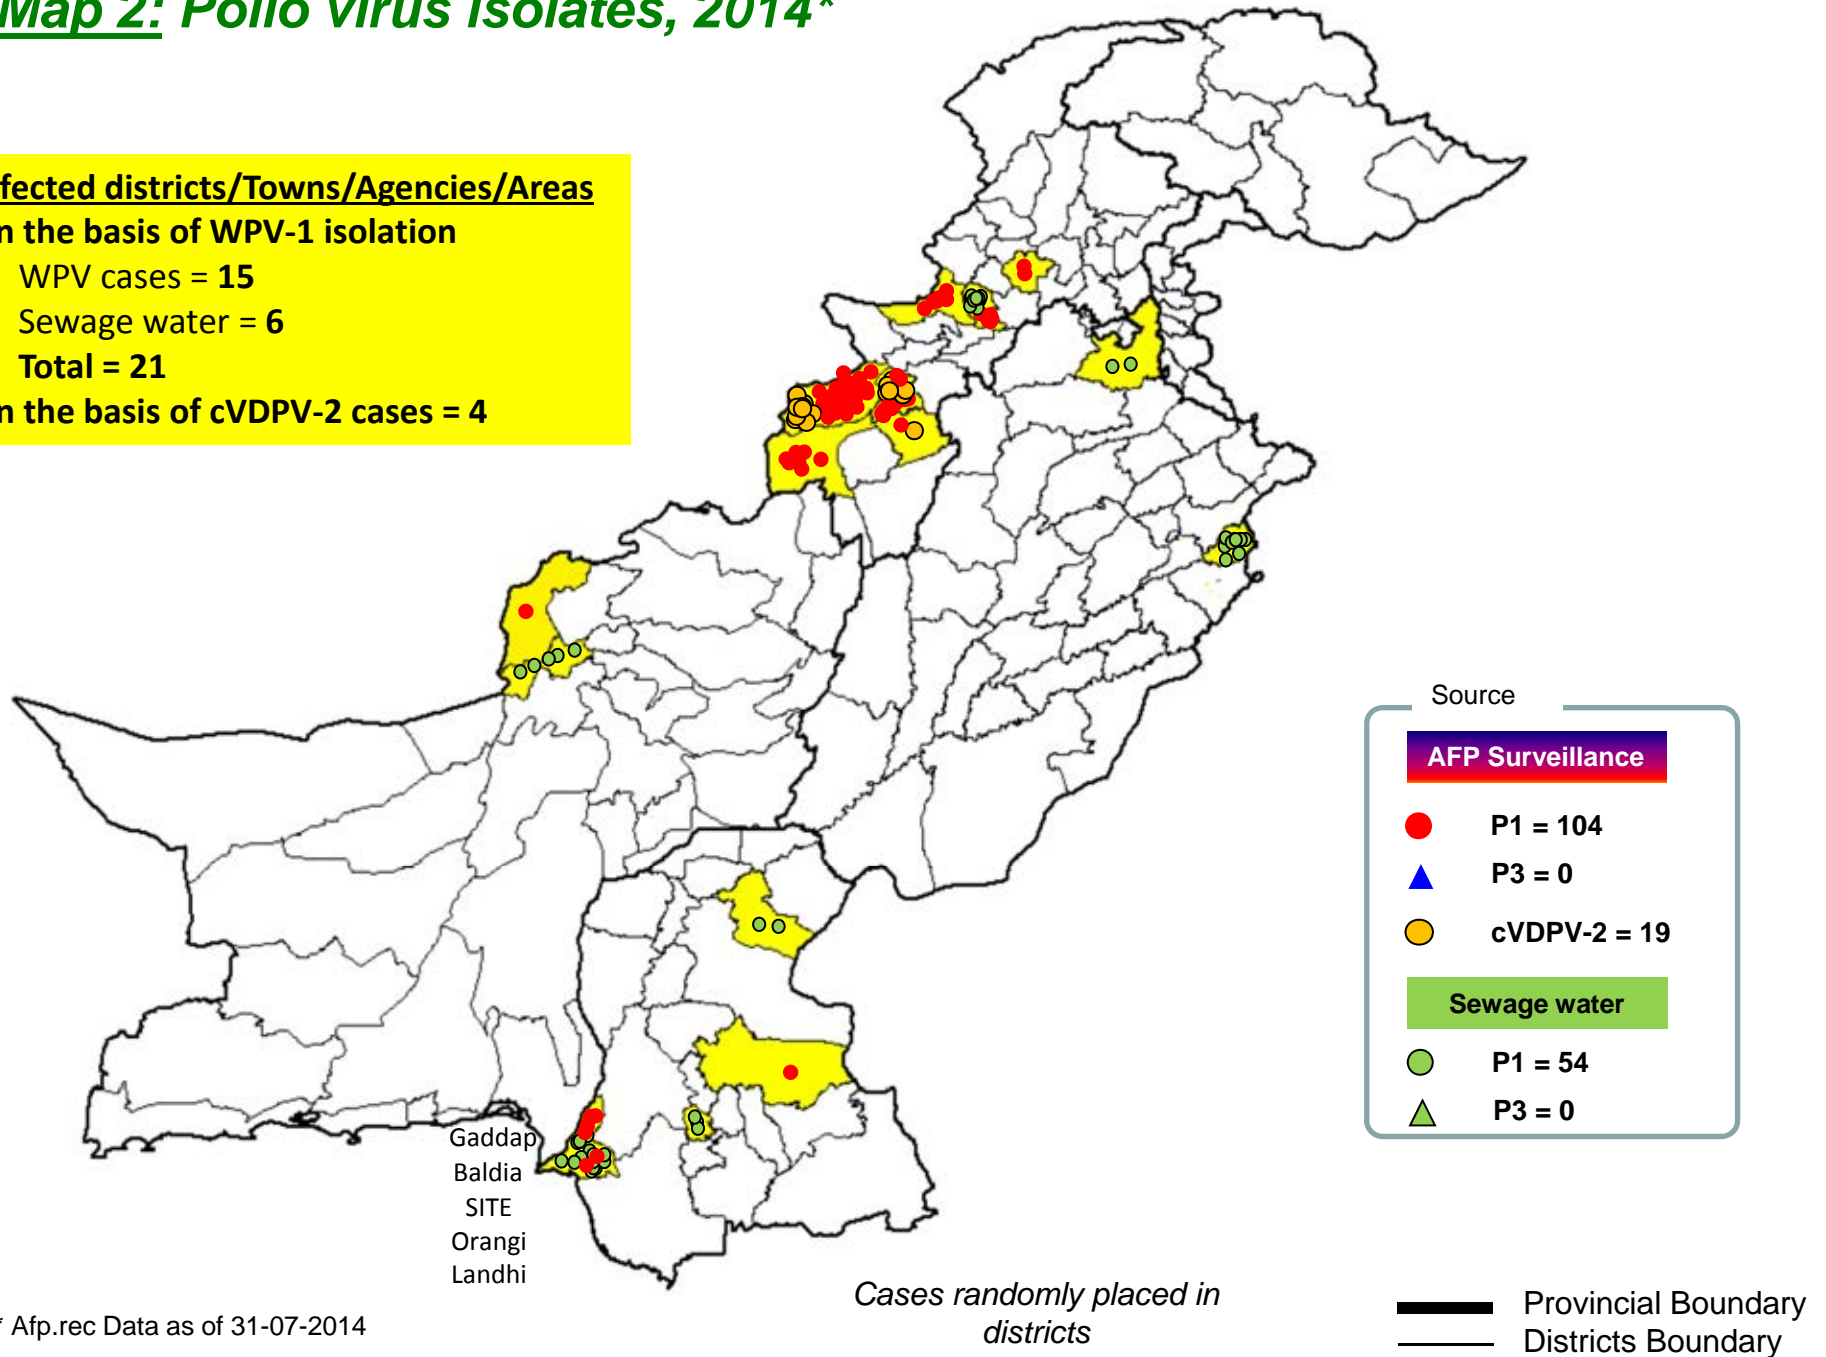 Map 2: Polio virus isolates, 2014*
fected districts/Towns/Agencies/Areas
n the basis of WPV-1 isolation
WPV cases = 15
Sewage water = 6
Total = 21
n the basis of cVDPV-2 cases = 4
Source
AFP Surveillance
P1 = 104
P3 = 0
cVDPV-2 = 19
Sewage water
P1 = 54
P3 = 0
Gaddap
Baldia
SITE
Orangi
Landhi
Cases randomly placed in
districts
* Afp.rec Data as of 31-07-2014
Provincial Boundary
Districts Boundary